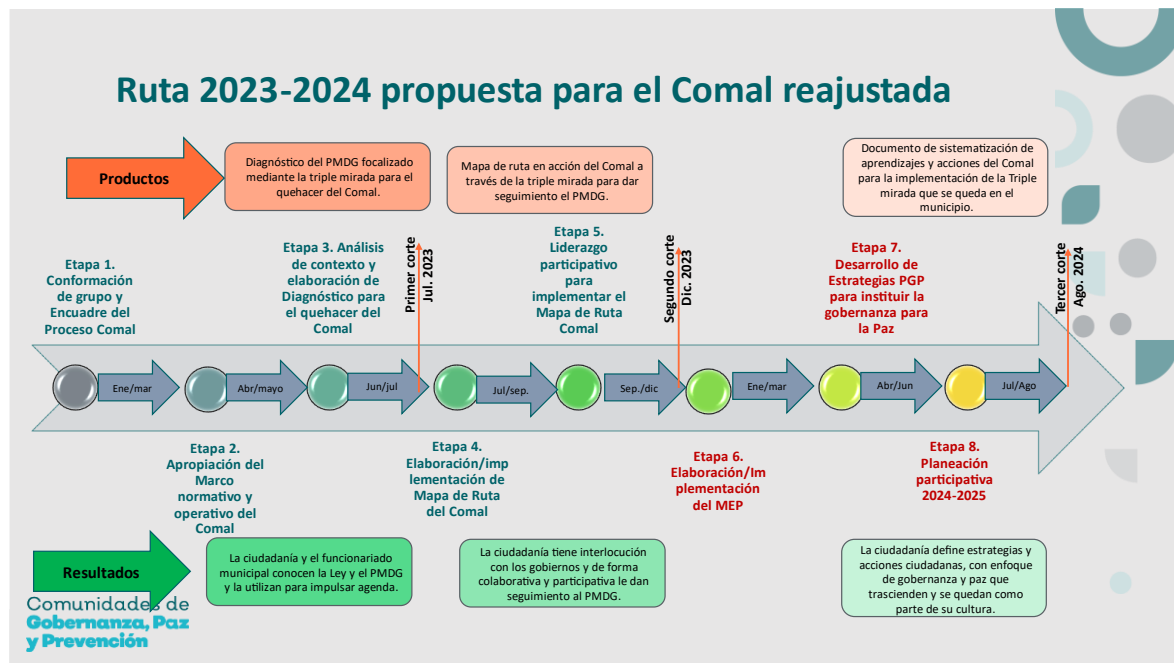 Ruta 2023-2024 propuesta para el Comal reajustada
Productos
Diagnóstico del PMDG focalizado
mediante la triple mirada para el
quehacer del Comal.
Mapa de ruta en acción del Comal a
través de la triple mirada para dar
seguimiento el PMDG.
Documento de sistematización de
aprendizajes y acciones del Comal
para la implementación de la Triple
mirada que se queda en el
municipio.
Etapa 1.
Conformación
de grupo y
Encuadre del
Proceso Comal
Etapa 3. Análisis
de contexto y
elaboración de
Diagnóstico para
el quehacer del
Comal
Primer corte
Jul. 2023
Etapa 5.
Liderazgo
participativo
para
implementar el
Mapa de Ruta
Comal
Segundo corte
Dic. 2023
Etapa 7.
Desarrollo de
Estrategias PGP
para instituir la
gobernanza para
la Paz
Tercer corte
Ago. 2024
Ene/mar
Abr/mayo
Jun/jul
Jul/sep.
Sep./dic
Ene/mar
Abr/Jun
Jul/Ago
Etapa 2.
Apropiación del
Marco
normativo y
operativo del
Comal
Etapa 4.
Elaboración/imp
lementación de
Mapa de Ruta
del Comal
Etapa 6.
Elaboración/Im
plementación
del MEP
Etapa 8.
Planeación
participativa
2024-2025
Resultados
La ciudadanía y el funcionariado
municipal conocen la Ley y el PMDG
y la utilizan para impulsar agenda.
La ciudadanía tiene interlocución
con los gobiernos y de forma
colaborativa y participativa le dan
seguimiento al PMDG.
La ciudadanía define estrategias y
acciones ciudadanas, con enfoque
de gobernanza y paz que
trascienden y se quedan como
parte de su cultura.
Comunidades de
Gobernanza, Paz
y Prevención